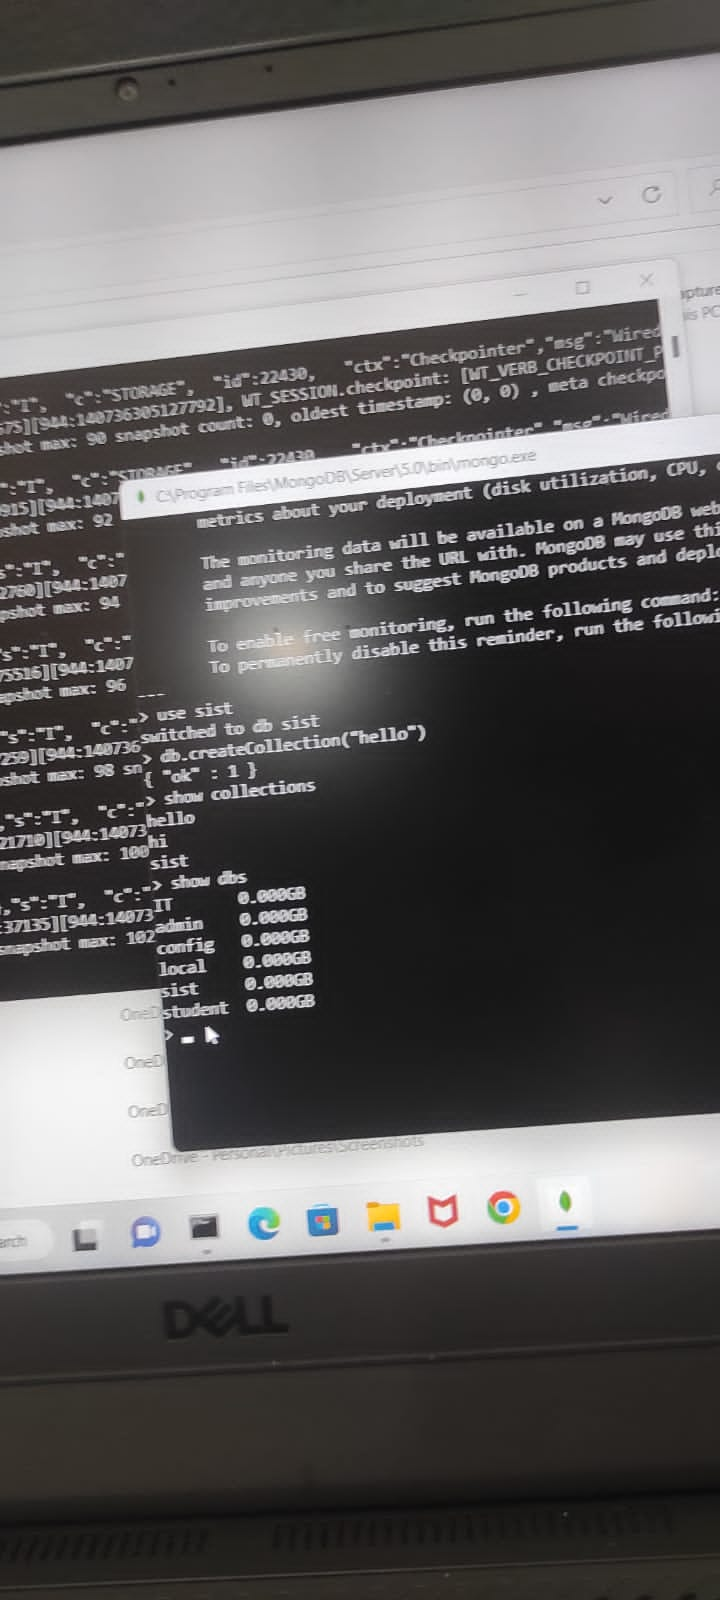 apture
is PC
:"I", "c":"STORAGE", "id":22430, "ctx":"Checkpointer","msg":"Wired
675][944:140736305127792], WT_SESSION.checkpoint: [WT_VERB_CHECKPOINT_P
shot max: 90 snapshot count: 0, oldest timestamp: (0, 0) , meta checkpo
:"I", "c":"STORAGE" "id":22430 "ctx":"Checkpointer" "msg":"Wired
915][944:1407
shot max: 92
s":"I", "c":"
2760][944:1407
pshot max: 94
s":"I", "c":"
75516][944:1407
apshot max: 96
"s":"I", "c":"
259][944:140736
shot max: 98 sn
,"s":"I", "c":"
21710][944:14073
napshot max: 100
,"s":"I", "c":"
:37135][944:14073
snapshot max: 102
C:\Program Files\MongoDB\Server\5.0\bin\mongo.exe
metrics about your deployment (disk utilization, CPU,
The monitoring data will be available on a MongoDB web
and anyone you share the URL with. MongoDB may use thi
improvements and to suggest MongoDB products and deplo
To enable free monitoring, run the following command:
To permanently disable this reminder, run the followi
---
> use sist
switched to db sist
> db.createCollection("hello")
{ "ok" : 1 }
> show collections
hello
hi
sist
> show dbs
IT 0.000GB
admin 0.000GB
config 0.000GB
local 0.000GB
sist 0.000GB
student 0.000GB
>
OneD
OneD
OneD
OneDrive - Personal\Pictures\Screenshots
arch
DELL